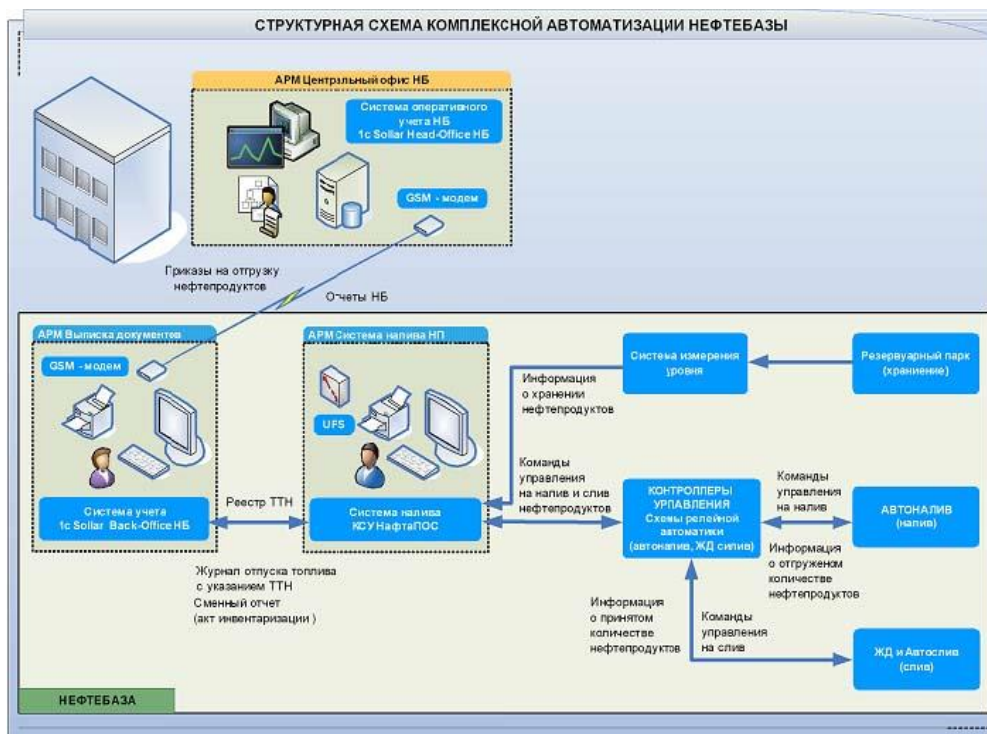 СТРУКТУРНАЯ СХЕМА КОМПЛЕКСНОЙ АВТОМАТИЗАЦИИ НЕФТЕБАЗЫ
АРМ Центральный офис НБ
Система оперативного
учета НБ
1с Sollar Head-Office НБ
GSM - модем
Приказы на отгрузку
нефтепродуктов
Отчеты НБ
АРМ Выписка документов
GSM - модем
Система учета
1с Sollar Back-Office НБ
Реестр ТТН
АРМ Система налива НП
UFS
Система налива
КСУ НафтаПОС
Журнал отпуска топлива
с указанием ТТН
Сменный отчет
(акт инвентаризации )
Информация
о хранении
нефтепродуктов
Система измерения
уровня
Резервуарный парк
(храниение)
Команды
управления
на налив и слив
нефтепродуктов
КОНТРОЛЛЕРЫ
УРПАВЛЕНИЯ
Схемы релейной
автоматики
(автоналив, ЖД силив)
Команды
управления
на налив
АВТОНАЛИВ
(налив)
Информация
о отгруженом
количестве
нефтепродуктов
Информация
о принятом
количестве
нефтепродуктов
Команды
управления
на слив
ЖД и Автослив
(слив)
НЕФТЕБАЗА